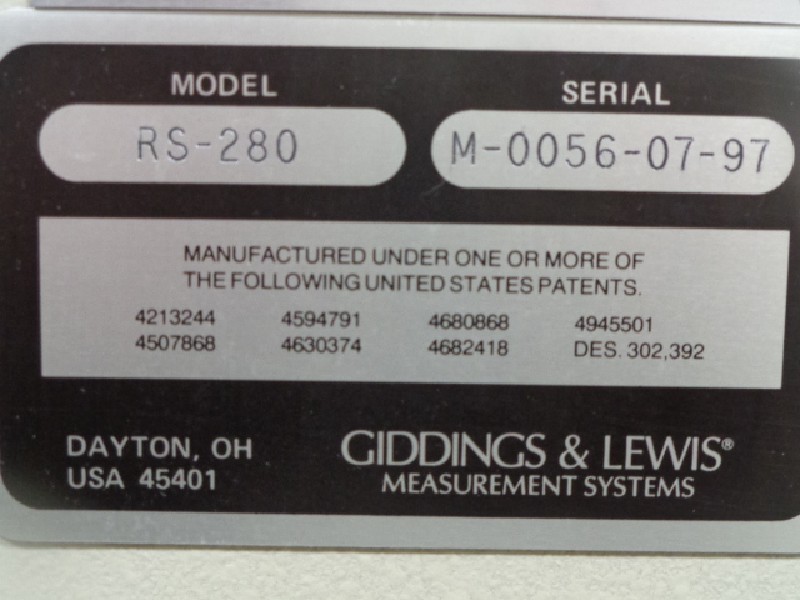 MODEL
RS-280
SERIAL
M-0056-07-97
MANUFACTURED UNDER ONE OR MORE OF
THE FOLLOWING UNITED STATES PATENTS.
4213244 4594791 4680868 4945501
4507868 4630374 4682418 DES. 302,392
DAYTON, OH
USA 45401
GIDDINGS & LEWIS®
MEASUREMENT SYSTEMS